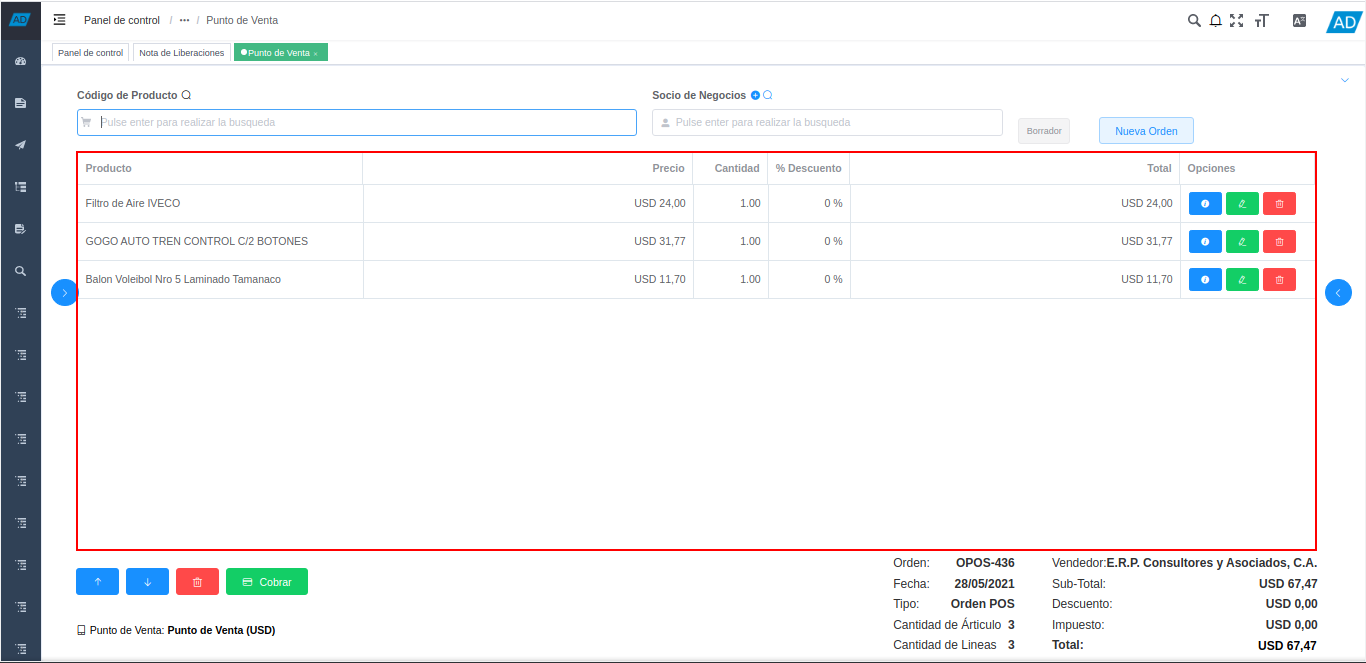 AD Panel de control / ··· / Punto de Venta AD
Panel de control Nota de Liberaciones Punto de Venta ×
Código de Producto Socio de Negocios
Pulse enter para realizar la busqueda Pulse enter para realizar la busqueda Borrador Nueva Orden
Producto Precio Cantidad % Descuento Total Opciones
Filtro de Aire IVECO USD 24,00 1.00 0 % USD 24,00
GOGO AUTO TREN CONTROL C/2 BOTONES USD 31,77 1.00 0 % USD 31,77
Balon Voleibol Nro 5 Laminado Tamanaco USD 11,70 1.00 0 % USD 11,70
Cobrar
Punto de Venta: Punto de Venta (USD)
Orden: OPOS-436
Fecha: 28/05/2021
Tipo: Orden POS
Cantidad de Árticulo 3
Cantidad de Lineas 3
Vendedor:E.R.P. Consultores y Asociados, C.A.
Sub-Total: USD 67,47
Descuento: USD 0,00
Impuesto: USD 0,00
Total: USD 67,47